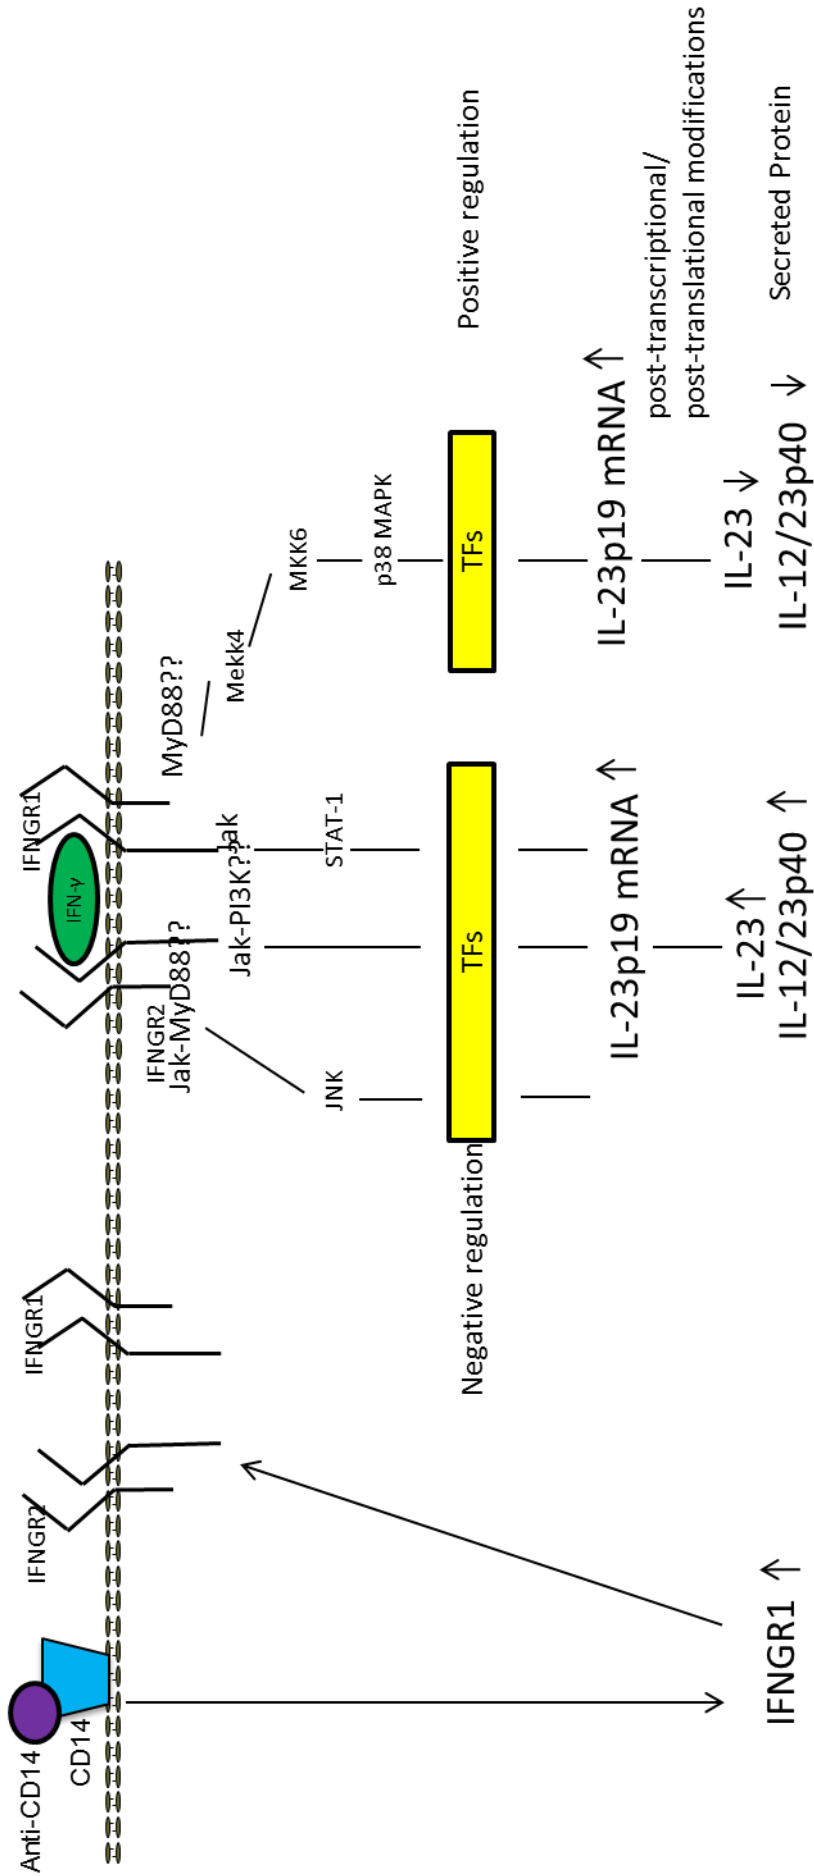 Anti-CD14
CD14
IFNGR2
IFNGR1
IFNGR1
IFN-γ
IFNGR2
Jak-MyD88??
Jak-PI3K??
Jak
MyD88??
Mekk4
MKK6
p38 MAPK
JNK
STAT-1
Negative regulation
TFs
TFs
Positive regulation
IL-23p19 mRNA ↑
IL-23p19 mRNA ↑
post-transcriptional/
post-translational modifications
IFNGR1 ↑
IL-23↑
IL-12/23p40 ↑
IL-23 ↓
IL-12/23p40 ↓
Secreted Protein